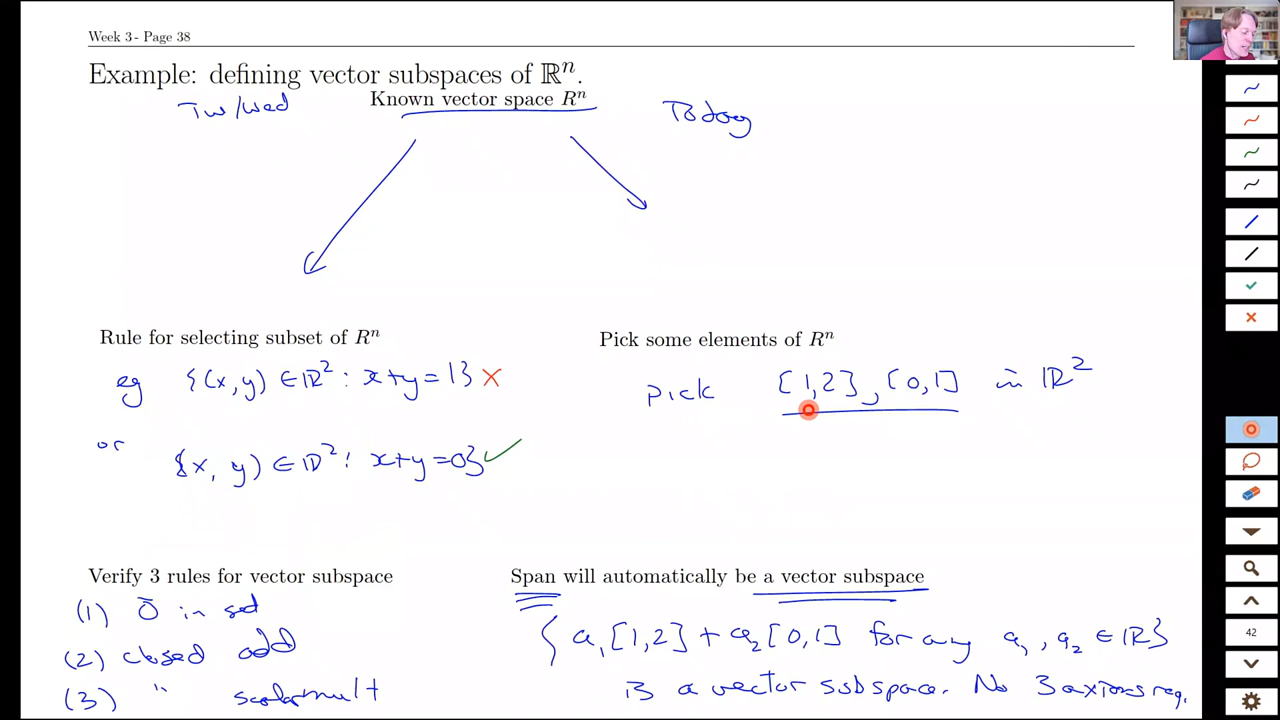 Week 3 - Page 38
Example: defining vector subspaces of ℝⁿ.
Tu/Wed
Known vector space Rⁿ
Today
Rule for selecting subset of Rⁿ
Pick some elements of Rⁿ
eg {(x,y) ∈ ℝ² : x+y=1} ×
pick [1,2], [0,1] in ℝ²
or
{x, y) ∈ ℝ² : x+y=0} ✓
Verify 3 rules for vector subspace
(1) 0̄ in set
(2) closed add
(3) " scalar mult
Span will automatically be a vector subspace
{ a₁[1,2] + a₂[0,1] for any a₁, a₂ ∈ ℝ}
is a vector subspace. No 3 axioms req.
42